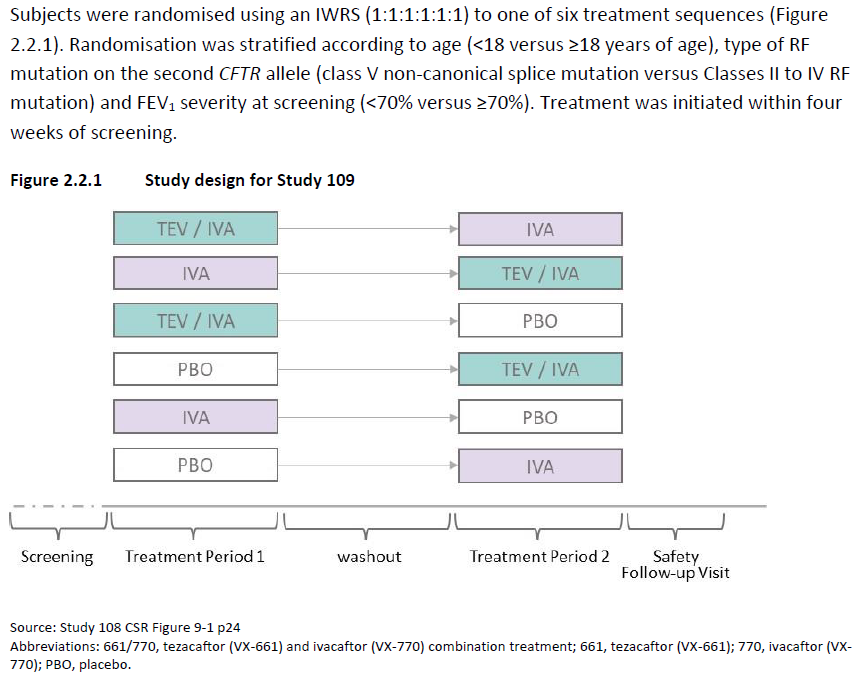 Subjects were randomised using an IWRS (1:1:1:1:1:1) to one of six treatment sequences (Figure
2.2.1). Randomisation was stratified according to age (<18 versus ≥18 years of age), type of RF
mutation on the second CFTR allele (class V non-canonical splice mutation versus Classes II to IV RF
mutation) and FEV₁ severity at screening (<70% versus ≥70%). Treatment was initiated within four
weeks of screening.
Figure 2.2.1 Study design for Study 109
TEV / IVA IVA
IVA TEV / IVA
TEV / IVA PBO
PBO TEV / IVA
IVA PBO
PBO IVA
Screening Treatment Period 1 washout Treatment Period 2 Safety
Follow-up Visit
Source: Study 108 CSR Figure 9-1 p24
Abbreviations: 661/770, tezacaftor (VX-661) and ivacaftor (VX-770) combination treatment; 661, tezacaftor (VX-661); 770, ivacaftor (VX-
770); PBO, placebo.